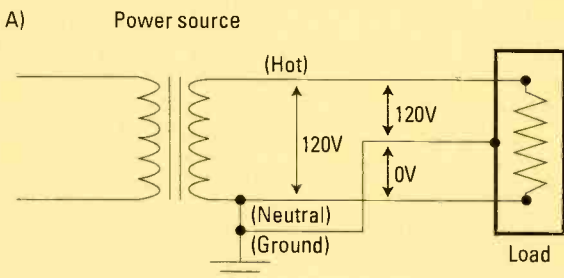 A) Power source
(Hot)
120V
120V
0V
(Neutral)
(Ground)
Load